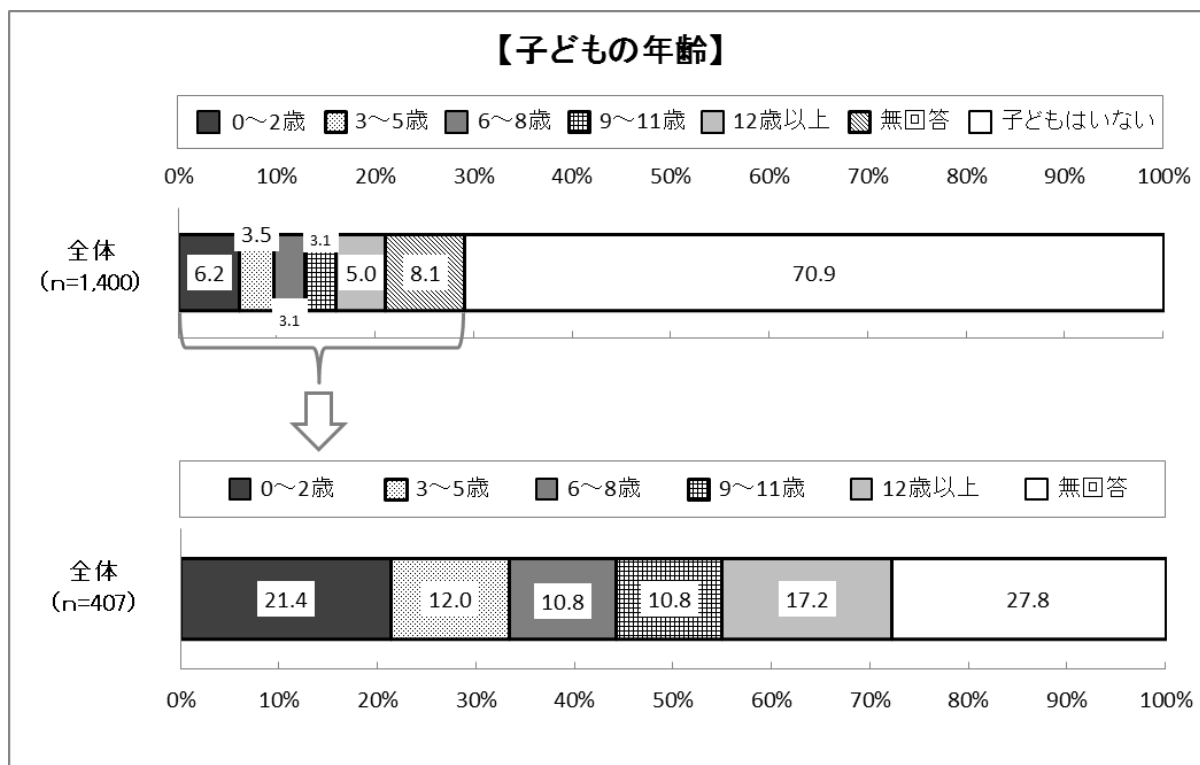 【子どもの年齢】
0～2歳 3～5歳 6～8歳 9～11歳 12歳以上 無回答 子どもはいない
0% 10% 20% 30% 40% 50% 60% 70% 80% 90% 100%
全体
(n=1,400)
6.2 3.5 3.1 3.1 5.0 8.1 70.9
0～2歳 3～5歳 6～8歳 9～11歳 12歳以上 無回答
全体
(n=407)
21.4 12.0 10.8 10.8 17.2 27.8
0% 10% 20% 30% 40% 50% 60% 70% 80% 90% 100%